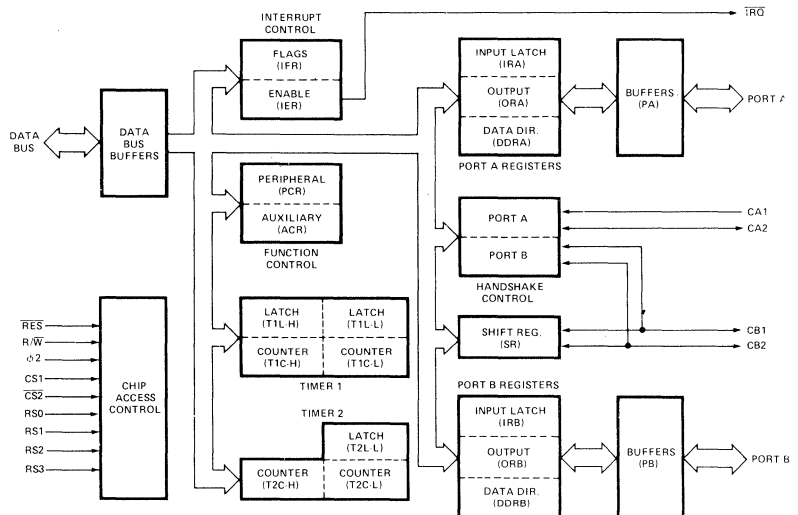 INTERRUPT
CONTROL
FLAGS
(IFR)
ENABLE
(IER)
IRQ
INPUT LATCH
(IRA)
OUTPUT
(ORA)
DATA DIR.
(DDRA)
PORT A REGISTERS
BUFFERS
(PA)
PORT A
DATA
BUS
DATA
BUS
BUFFERS
PERIPHERAL
(PCR)
AUXILIARY
(ACR)
FUNCTION
CONTROL
PORT A
PORT B
HANDSHAKE
CONTROL
CA1
CA2
LATCH
(T1L-H)
LATCH
(T1L-L)
COUNTER
(T1C-H)
COUNTER
(T1C-L)
TIMER 1
SHIFT REG.
(SR)
CB1
CB2
RES
R/W
ϕ2
CS1
CS2
RS0
RS1
RS2
RS3
CHIP
ACCESS
CONTROL
TIMER 2
LATCH
(T2L-L)
COUNTER
(T2C-H)
COUNTER
(T2C-L)
PORT B REGISTERS
INPUT LATCH
(IRB)
OUTPUT
(ORB)
DATA DIR.
(DDRB)
BUFFERS
(PB)
PORT B